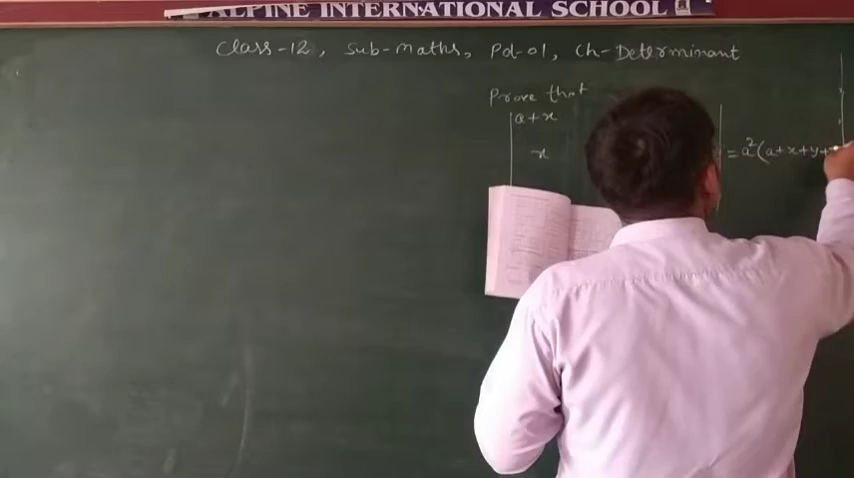 ALPINE INTERNATIONAL SCHOOL
Class-12, Sub-Maths, Pd-01, Ch-Determinant
Prove that
a+x
x = a²(a+x+y+